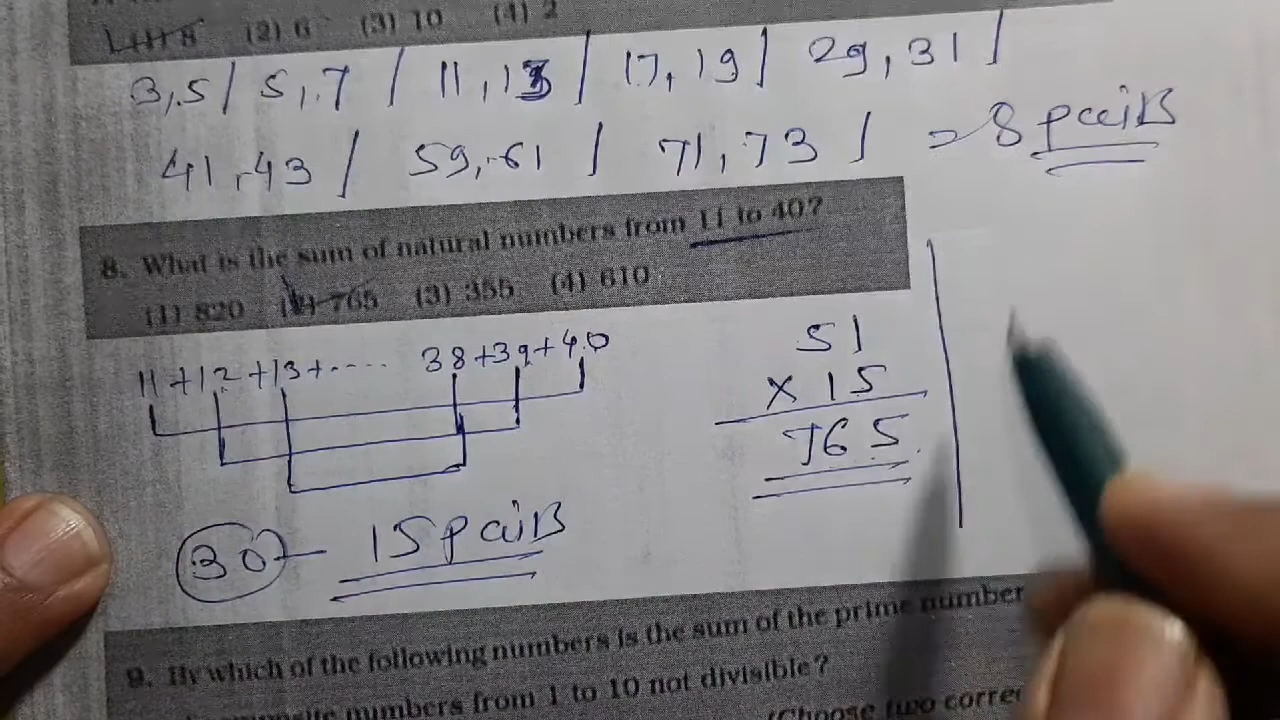 (1) 8 (2) 6 (3) 10 (4) 2
3,5 / 5,7 / 11,13 / 17,19 / 29,31 /
41,43 / 59,61 / 71,73 / = 8 pairs
8. What is the sum of natural numbers from 11 to 40?
(1) 820 (2) 765 (3) 355 (4) 610
11+12+13+.... 38+39+40
51
× 15
765
30 - 15 pairs
9. By which of the following numbers is the sum of the prime number
composite numbers from 1 to 10 not divisible?
(Choose two correc